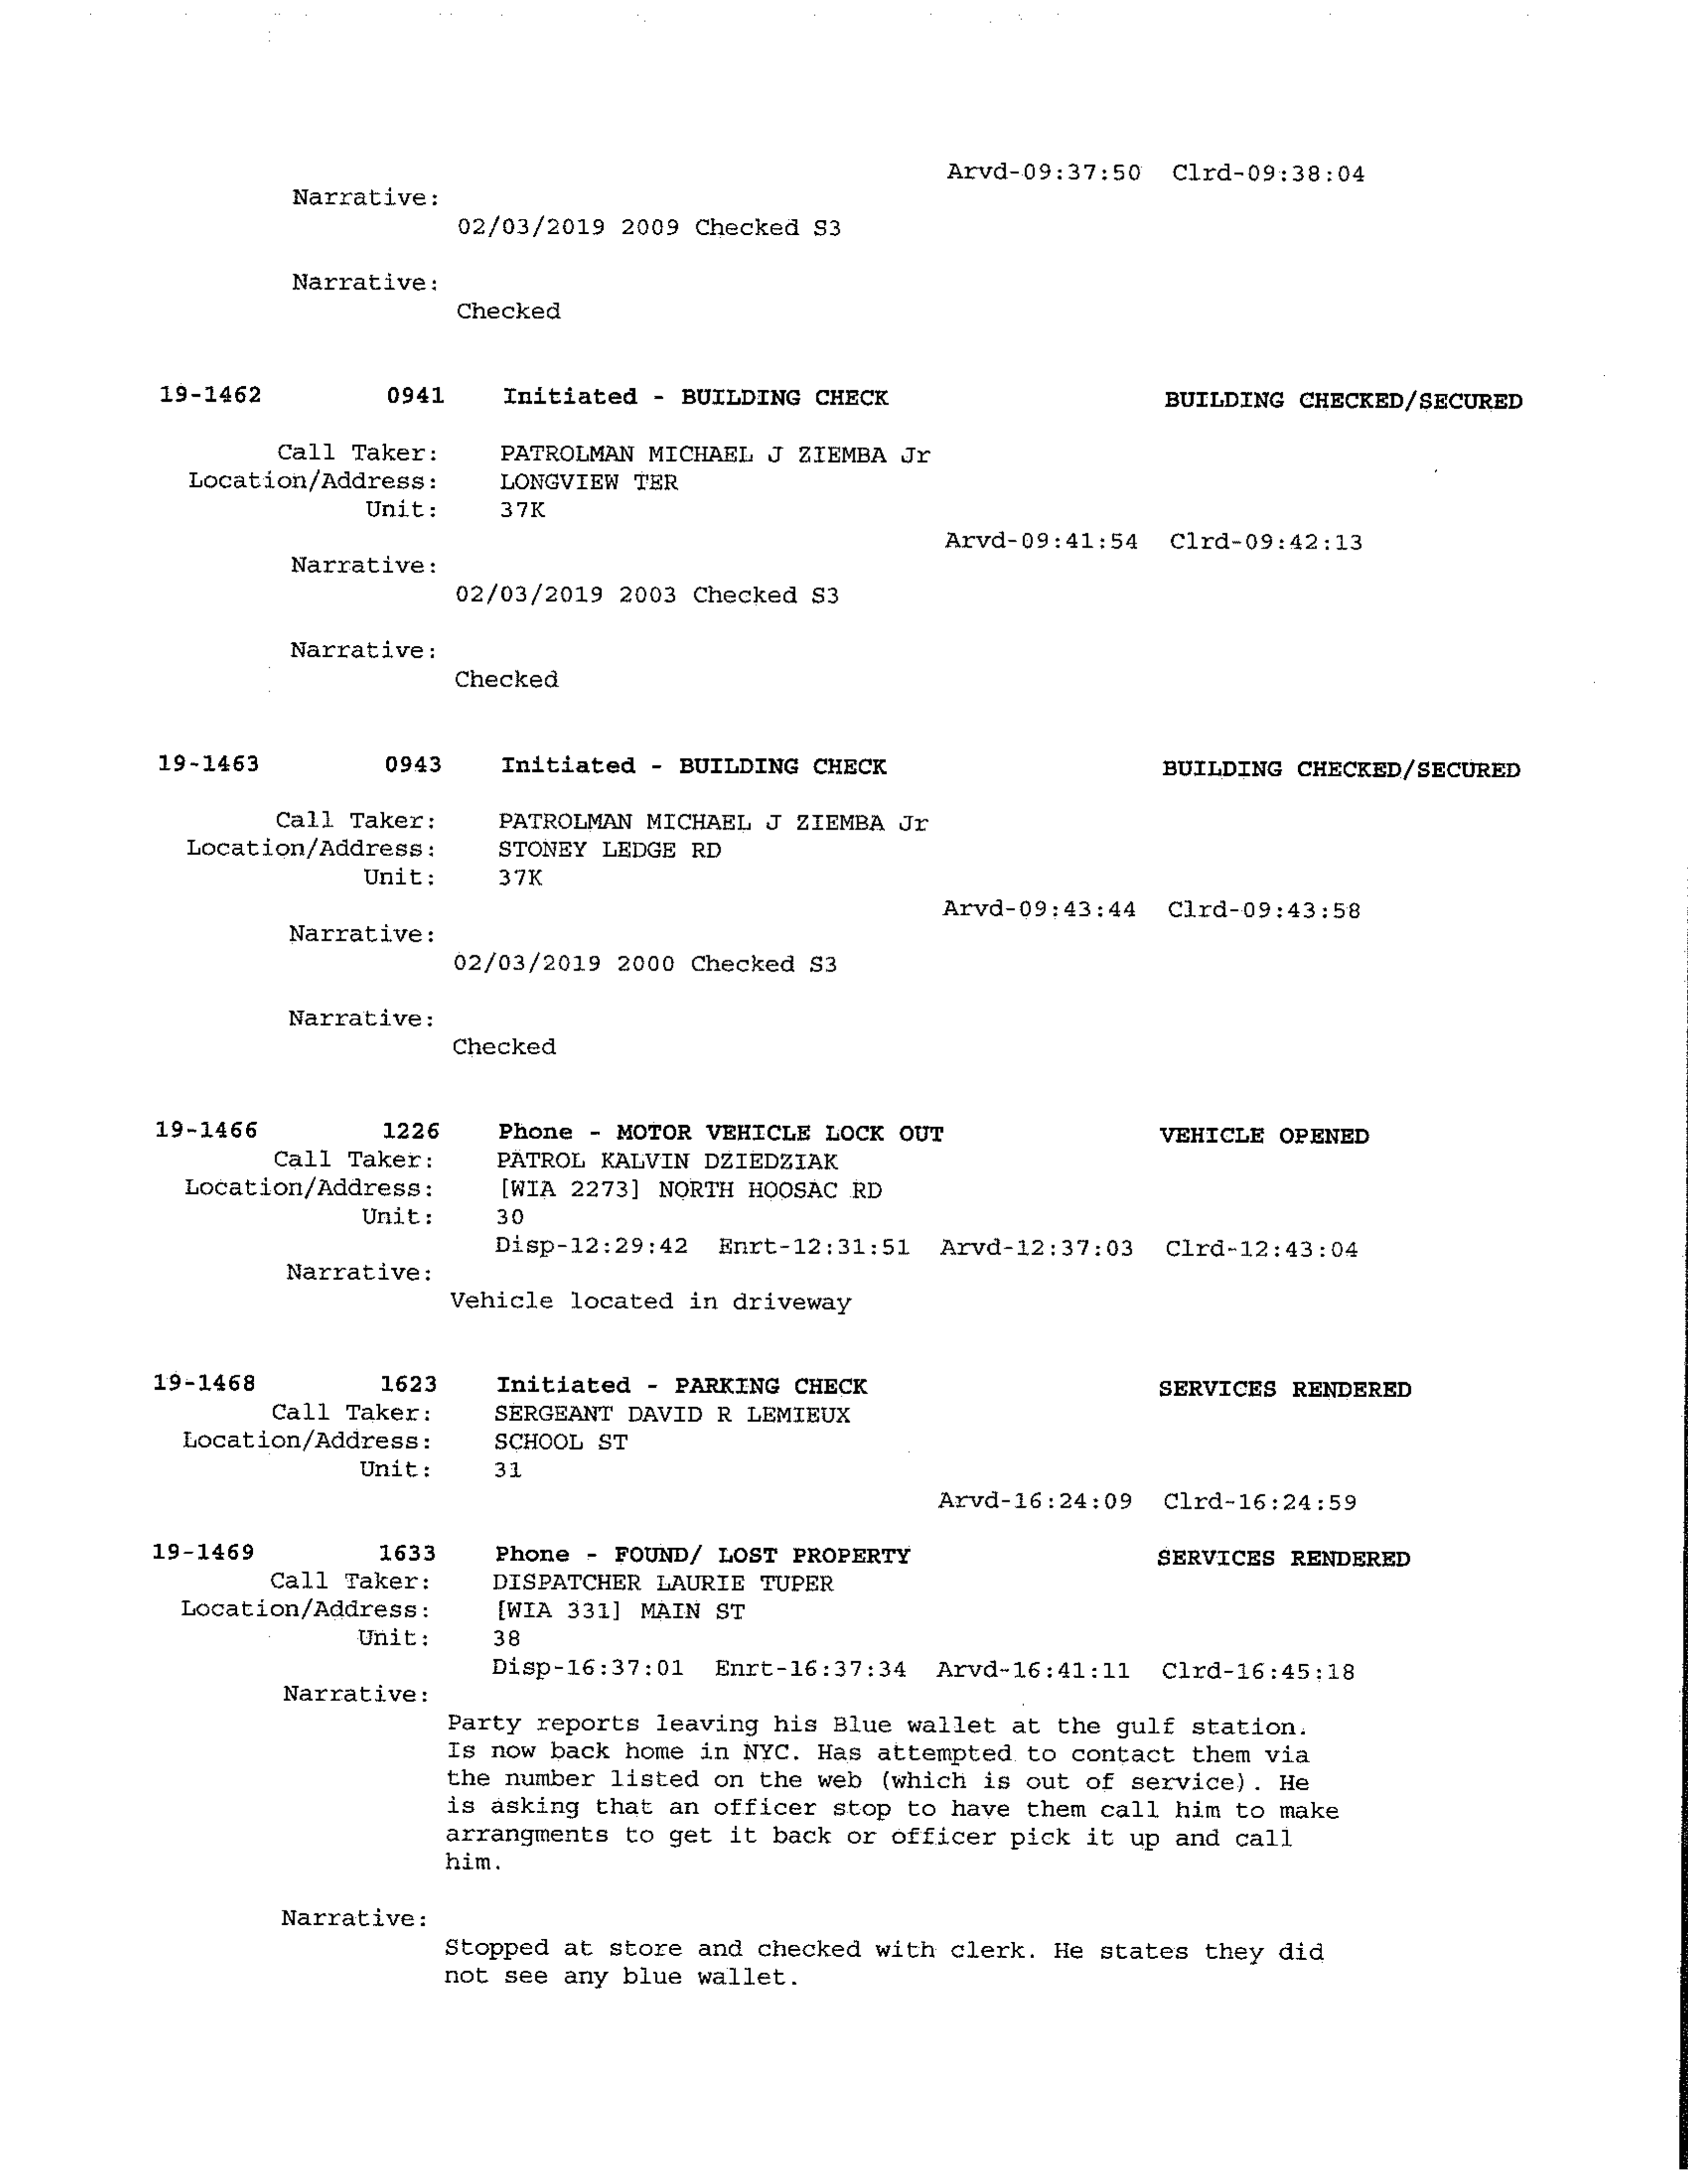 Arvd-09:37:50 Clrd-09:38:04
Narrative:
02/03/2019 2009 Checked S3
Narrative:
Checked
19-1462 0941 Initiated - BUILDING CHECK BUILDING CHECKED/SECURED
Call Taker: PATROLMAN MICHAEL J ZIEMBA Jr
Location/Address: LONGVIEW TER
Unit: 37K
Arvd-09:41:54 Clrd-09:42:13
Narrative:
02/03/2019 2003 Checked S3
Narrative:
Checked
19-1463 0943 Initiated - BUILDING CHECK BUILDING CHECKED/SECURED
Call Taker: PATROLMAN MICHAEL J ZIEMBA Jr
Location/Address: STONEY LEDGE RD
Unit: 37K
Arvd-09:43:44 Clrd-09:43:58
Narrative:
02/03/2019 2000 Checked S3
Narrative:
Checked
19-1466 1226 Phone - MOTOR VEHICLE LOCK OUT VEHICLE OPENED
Call Taker: PATROL KALVIN DZIEDZIAK
Location/Address: [WIA 2273] NORTH HOOSAC RD
Unit: 30
Disp-12:29:42 Enrt-12:31:51 Arvd-12:37:03 Clrd-12:43:04
Narrative:
Vehicle located in driveway
19-1468 1623 Initiated - PARKING CHECK SERVICES RENDERED
Call Taker: SERGEANT DAVID R LEMIEUX
Location/Address: SCHOOL ST
Unit: 31
Arvd-16:24:09 Clrd-16:24:59
19-1469 1633 Phone - FOUND/ LOST PROPERTY SERVICES RENDERED
Call Taker: DISPATCHER LAURIE TUPER
Location/Address: [WIA 331] MAIN ST
Unit: 38
Disp-16:37:01 Enrt-16:37:34 Arvd-16:41:11 Clrd-16:45:18
Narrative:
Party reports leaving his Blue wallet at the gulf station.
Is now back home in NYC. Has attempted to contact them via
the number listed on the web (which is out of service). He
is asking that an officer stop to have them call him to make
arrangments to get it back or officer pick it up and call
him.
Narrative:
Stopped at store and checked with clerk. He states they did
not see any blue wallet.